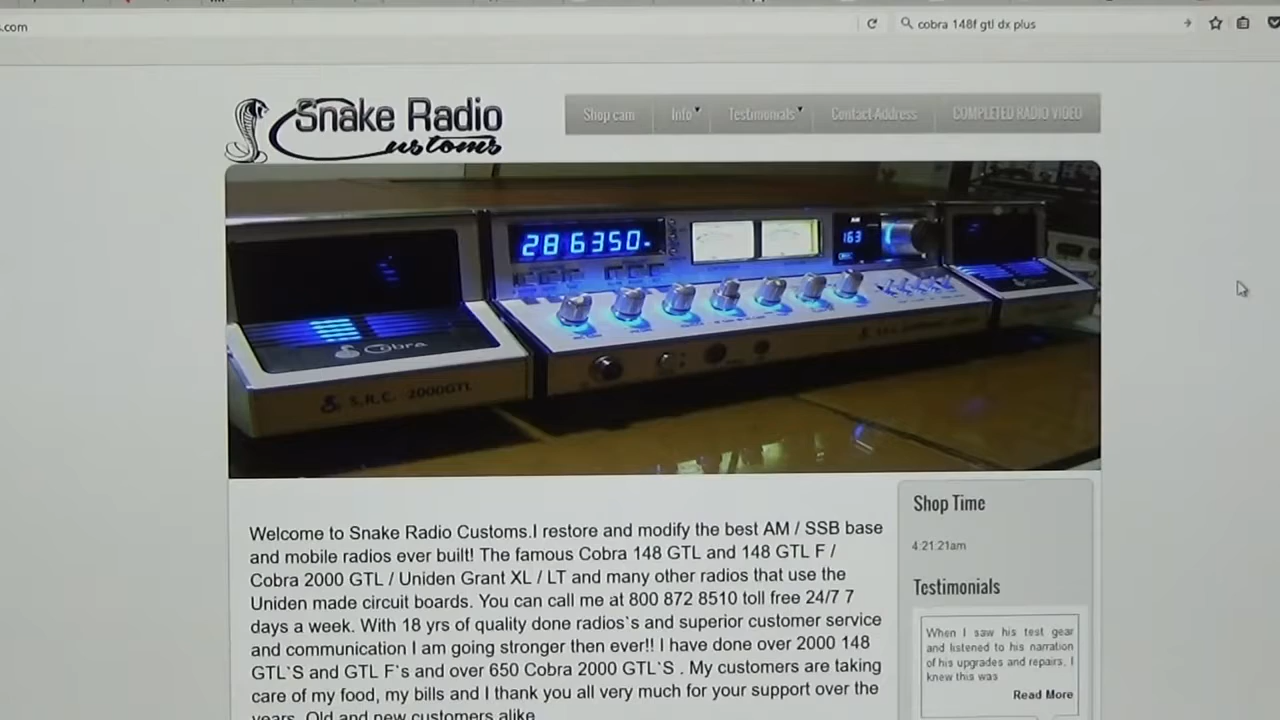 s.com
cobra 148f gtl dx plus
Snake Radio
Customs
Shop cam
Info
Testimonials
Contact Address
COMPLETED RADIO VIDEO
286350
163
Cobra
Cobra
S.R.C. 2000GTL
Welcome to Snake Radio Customs.I restore and modify the best AM / SSB base
and mobile radios ever built! The famous Cobra 148 GTL and 148 GTL F /
Cobra 2000 GTL / Uniden Grant XL / LT and many other radios that use the
Uniden made circuit boards. You can call me at 800 872 8510 toll free 24/7 7
days a week. With 18 yrs of quality done radios`s and superior customer service
and communication I am going stronger then ever!! I have done over 2000 148
GTL`S and GTL F`s and over 650 Cobra 2000 GTL`S . My customers are taking
care of my food, my bills and I thank you all very much for your support over the
years. Old and new customers alike
Shop Time
4:21:21am
Testimonials
When I saw his test gear
and listened to his narration
of his upgrades and repairs, I
knew this was
Read More